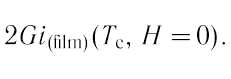 2Gi(film)(Tc, H = 0).